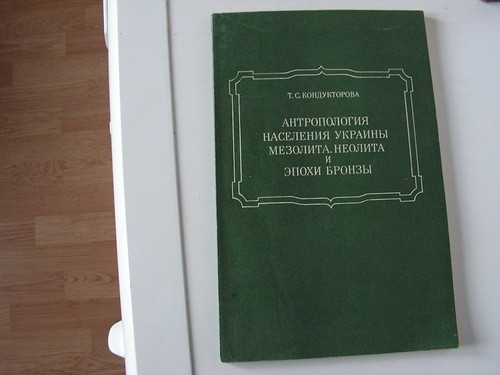 Т. С. КОНДУКТОРОВА
АНТРОПОЛОГИЯ
НАСЕЛЕНИЯ УКРАИНЫ
МЕЗОЛИТА, НЕОЛИТА
И
ЭПОХИ БРОНЗЫ